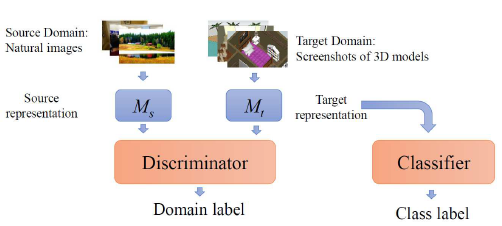 Source Domain:
Natural images
Target Domain:
Screenshots of 3D models
Source
representation
Ms
Mt
Target
representation
Discriminator
Classifier
Domain label
Class label